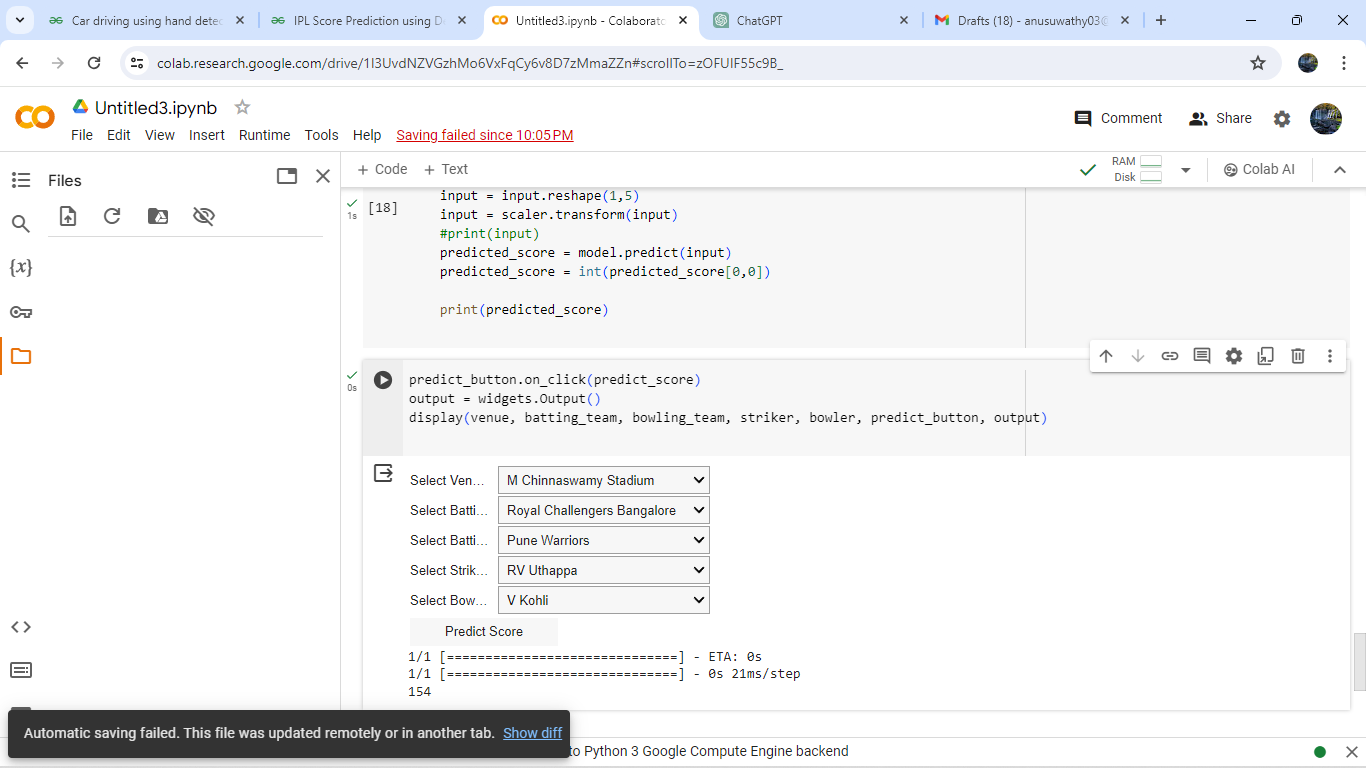 Car driving using hand detec
IPL Score Prediction using D
Untitled3.ipynb - Colaborato
ChatGPT
Drafts (18) - anusuwathy03@
colab.research.google.com/drive/1I3UvdNZVGzhMo6VxFqCy6v8D7zMmaZZn#scrollTo=zOFUIF55c9B_
Untitled3.ipynb
Comment
Share
File Edit View Insert Runtime Tools Help Saving failed since 10:05 PM
Files
+ Code + Text
RAM
Disk
Colab AI
{x}
1s
[18]
input = input.reshape(1,5)
input = scaler.transform(input)
#print(input)
predicted_score = model.predict(input)
predicted_score = int(predicted_score[0,0])
print(predicted_score)
0s
predict_button.on_click(predict_score)
output = widgets.Output()
display(venue, batting_team, bowling_team, striker, bowler, predict_button, output)
Select Ven... M Chinnaswamy Stadium
Select Batti... Royal Challengers Bangalore
Select Batti... Pune Warriors
Select Strik... RV Uthappa
Select Bow... V Kohli
Predict Score
1/1 [==============================] - ETA: 0s
1/1 [==============================] - 0s 21ms/step
154
Automatic saving failed. This file was updated remotely or in another tab. Show diff
to Python 3 Google Compute Engine backend